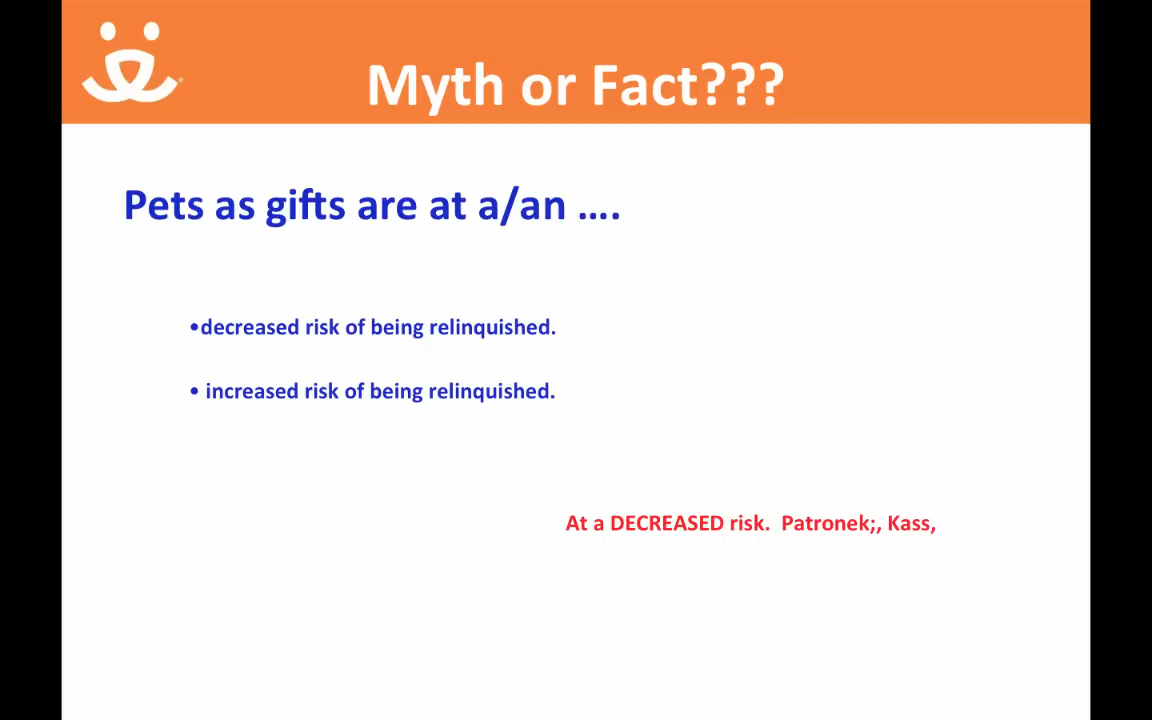 Myth or Fact???
Pets as gifts are at a/an ....
•decreased risk of being relinquished.
• increased risk of being relinquished.
At a DECREASED risk.  Patronek;, Kass,